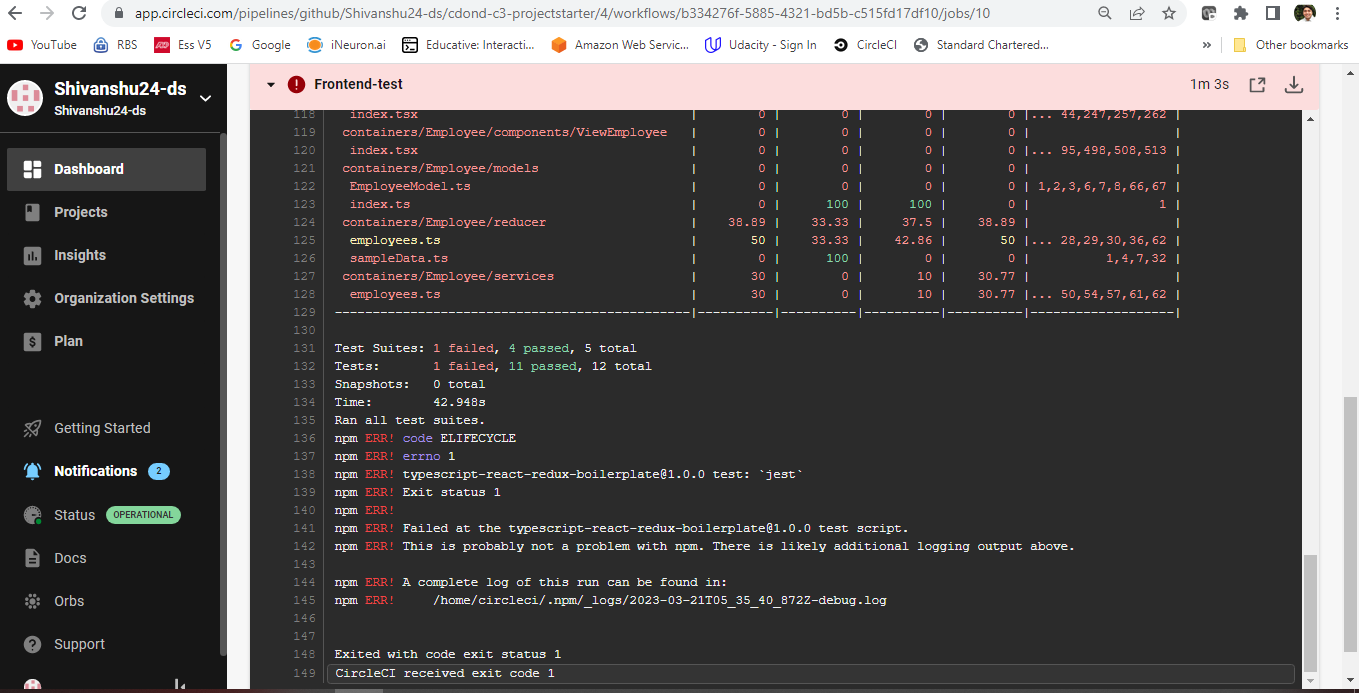 app.circleci.com/pipelines/github/Shivanshu24-ds/cdond-c3-projectstarter/4/workflows/b334276f-5885-4321-bd5b-c515fd17df10/jobs/10
YouTube RBS Ess V5 Google iNeuron.ai Educative: Interacti... Amazon Web Servic... Udacity - Sign In CircleCI Standard Chartered... » Other bookmarks
Shivanshu24-ds
Shivanshu24-ds
Dashboard
Projects
Insights
Organization Settings
Plan
Getting Started
Notifications 2
Status OPERATIONAL
Docs
Orbs
Support
Frontend-test 1m 3s
118 index.tsx | 0 | 0 | 0 | 0 |... 44,247,257,262 |
119 containers/Employee/components/ViewEmployee | 0 | 0 | 0 | 0 | |
120 index.tsx | 0 | 0 | 0 | 0 |... 95,498,508,513 |
121 containers/Employee/models | 0 | 0 | 0 | 0 | |
122 EmployeeModel.ts | 0 | 0 | 0 | 0 | 1,2,3,6,7,8,66,67 |
123 index.ts | 0 | 100 | 100 | 0 | 1 |
124 containers/Employee/reducer | 38.89 | 33.33 | 37.5 | 38.89 | |
125 employees.ts | 50 | 33.33 | 42.86 | 50 |... 28,29,30,36,62 |
126 sampleData.ts | 0 | 100 | 0 | 0 | 1,4,7,32 |
127 containers/Employee/services | 30 | 0 | 10 | 30.77 | |
128 employees.ts | 30 | 0 | 10 | 30.77 |... 50,54,57,61,62 |
129 -----------------------------------------------|----------|----------|----------|----------|-------------------|
130
131 Test Suites: 1 failed, 4 passed, 5 total
132 Tests: 1 failed, 11 passed, 12 total
133 Snapshots: 0 total
134 Time: 42.948s
135 Ran all test suites.
136 npm ERR! code ELIFECYCLE
137 npm ERR! errno 1
138 npm ERR! typescript-react-redux-boilerplate@1.0.0 test: `jest`
139 npm ERR! Exit status 1
140 npm ERR!
141 npm ERR! Failed at the typescript-react-redux-boilerplate@1.0.0 test script.
142 npm ERR! This is probably not a problem with npm. There is likely additional logging output above.
143
144 npm ERR! A complete log of this run can be found in:
145 npm ERR! /home/circleci/.npm/_logs/2023-03-21T05_35_40_872Z-debug.log
146
147
148 Exited with code exit status 1
149 CircleCI received exit code 1